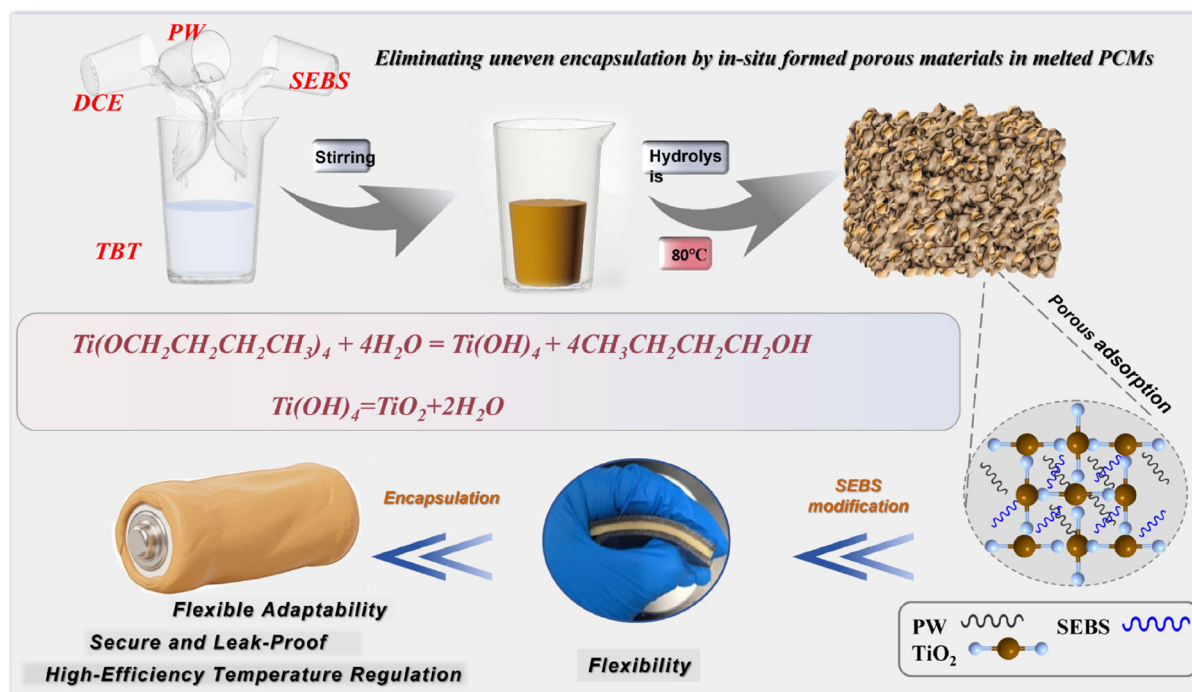 PW
Eliminating uneven encapsulation by in-situ formed porous materials in melted PCMs
DCE
SEBS
Stirring
Hydrolys
is
TBT
80°C
Ti(OCH₂CH₂CH₂CH₃)₄ + 4H₂O = Ti(OH)₄ + 4CH₃CH₂CH₂CH₂OH
Ti(OH)₄=TiO₂+2H₂O
Porous adsorption
Encapsulation
SEBS
modification
Flexible Adaptability
Secure and Leak-Proof
High-Efficiency Temperature Regulation
Flexibility
PW
SEBS
TiO₂